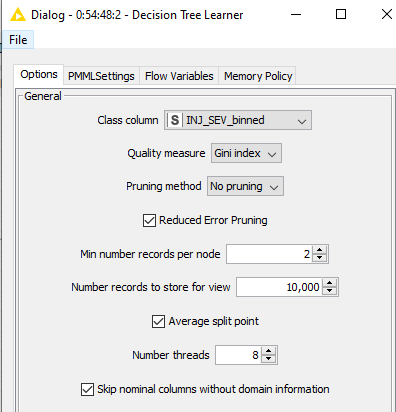 Dialog - 0:54:48:2 - Decision Tree Learner
File
Options PMMLSettings Flow Variables Memory Policy
General
Class column S INJ_SEV_binned
Quality measure Gini index
Pruning method No pruning
Reduced Error Pruning
Min number records per node 2
Number records to store for view 10,000
Average split point
Number threads 8
Skip nominal columns without domain information